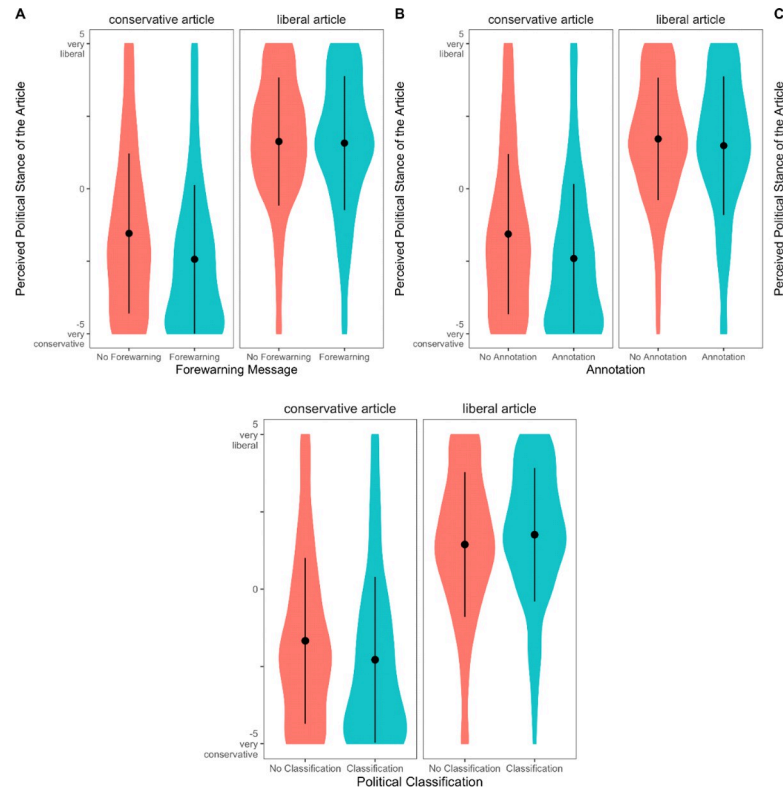 A
conservative article
liberal article
5
very
liberal
Perceived Political Stance of the Article
0
-5
very
conservative
No Forewarning
Forewarning
No Forewarning
Forewarning
Forewarning Message
B
conservative article
liberal article
5
very
liberal
Perceived Political Stance of the Article
0
-5
very
conservative
No Annotation
Annotation
No Annotation
Annotation
Annotation
C
Perceived Political Stance of the Article
conservative article
liberal article
5
very
liberal
0
-5
very
conservative
No Classification
Classification
No Classification
Classification
Political Classification